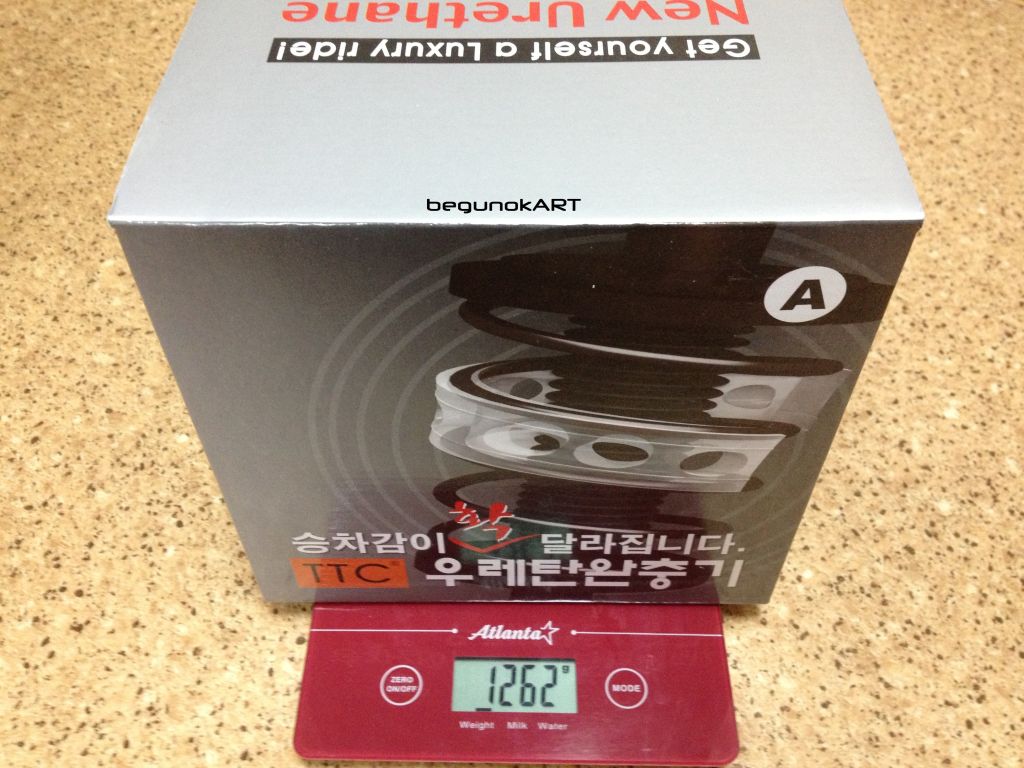 New Urethane
Get yourself a Luxury ride!
begunokART
A
승차감이 확 달라집니다.
TTC® 우레탄완충기
Atlanta
ZERO
ON/OFF
1262 g
MODE
Weight Milk Water